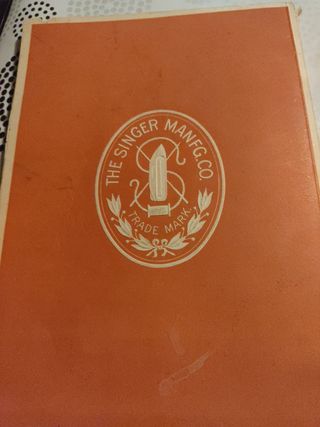 THE SINGER MANFG. CO.
TRADE MARK